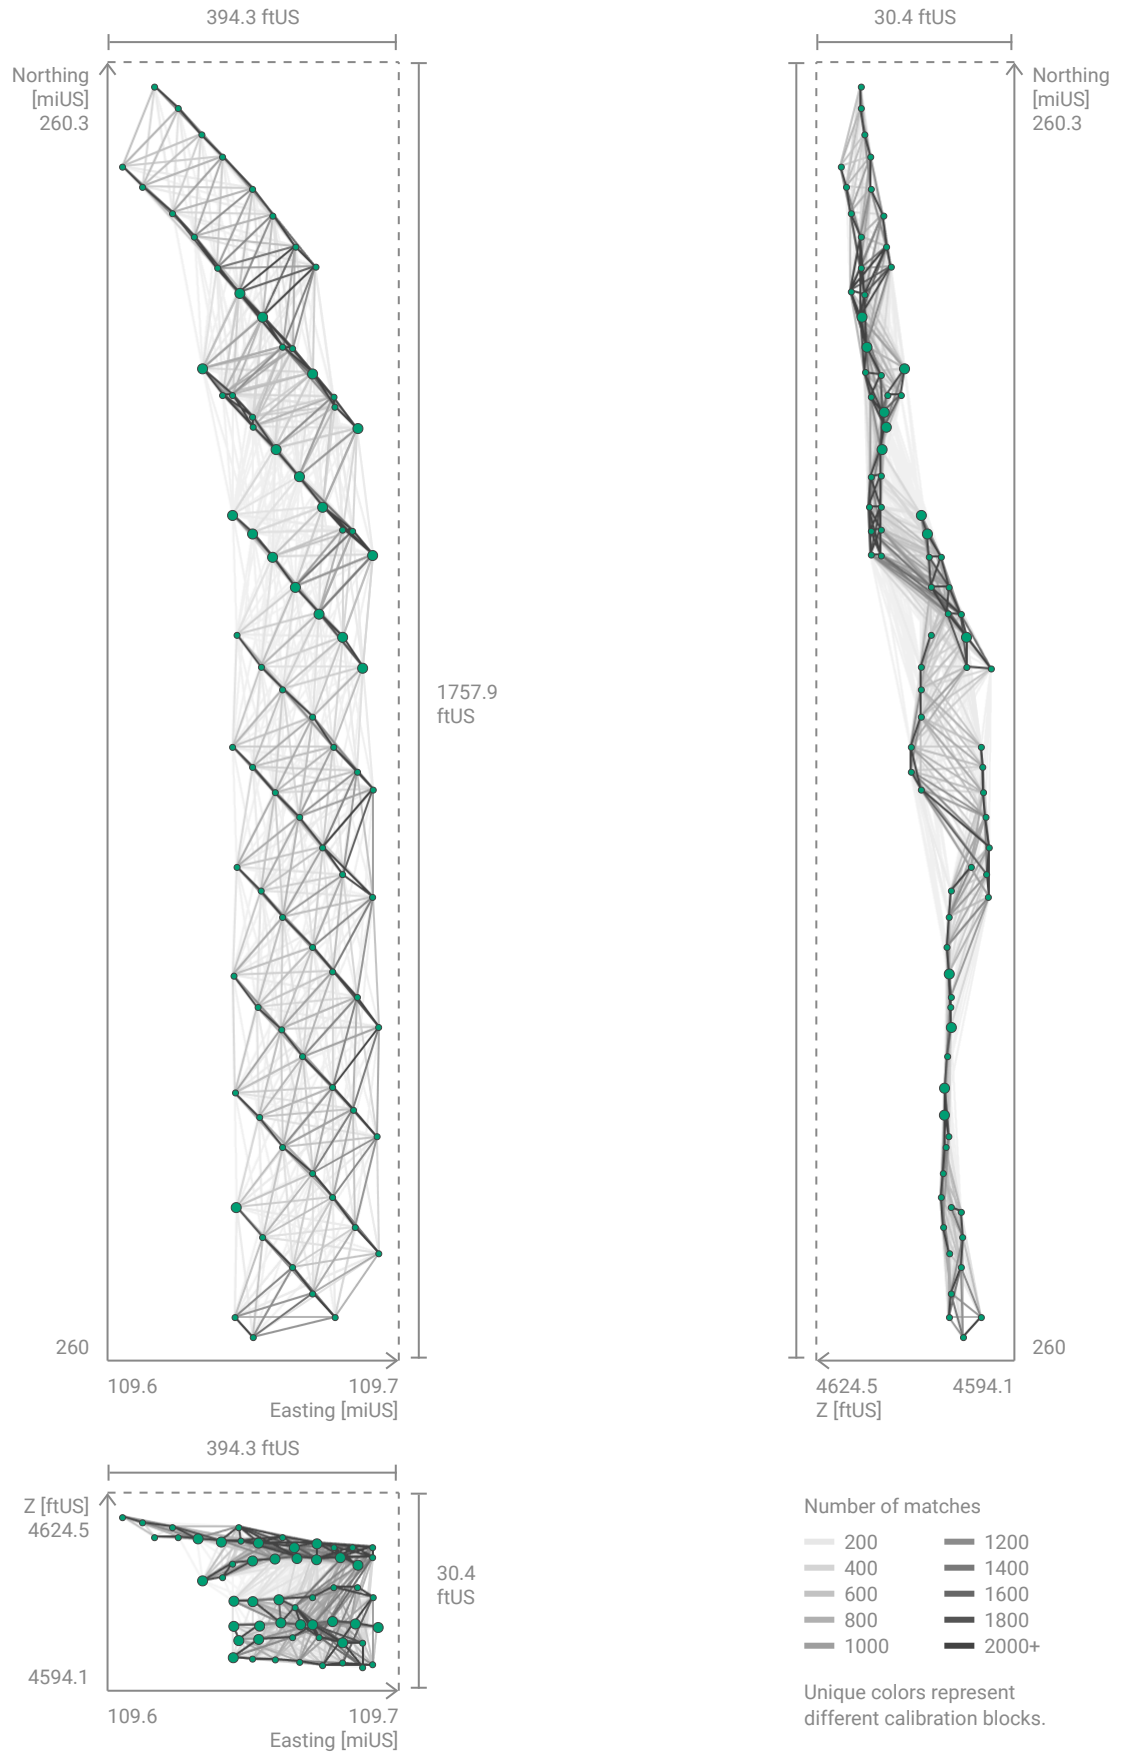 394.3 ftUS
30.4 ftUS
Northing
[miUS]
260.3
Northing
[miUS]
260.3
1757.9
ftUS
260
260
109.6
109.7
Easting [miUS]
4624.5
4594.1
Z [ftUS]
394.3 ftUS
Z [ftUS]
4624.5
30.4
ftUS
4594.1
109.6
109.7
Easting [miUS]
Number of matches
200
400
600
800
1000
1200
1400
1600
1800
2000+
Unique colors represent
different calibration blocks.